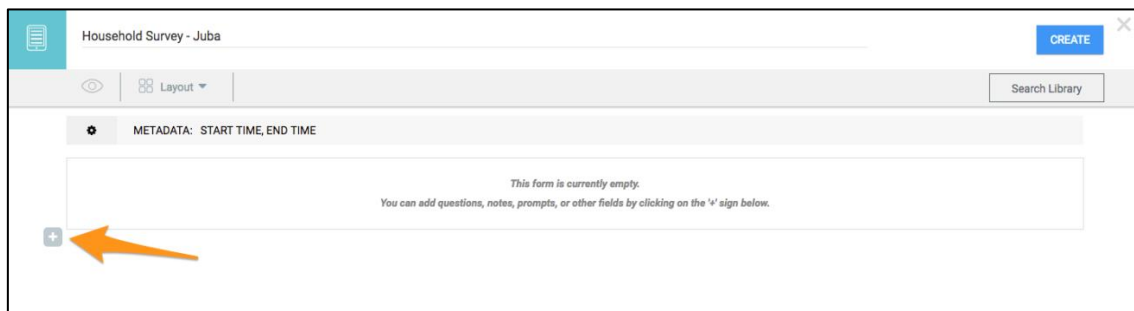 Household Survey - Juba
CREATE
Layout
Search Library
METADATA: START TIME, END TIME
This form is currently empty.
You can add questions, notes, prompts, or other fields by clicking on the '+' sign below.
+